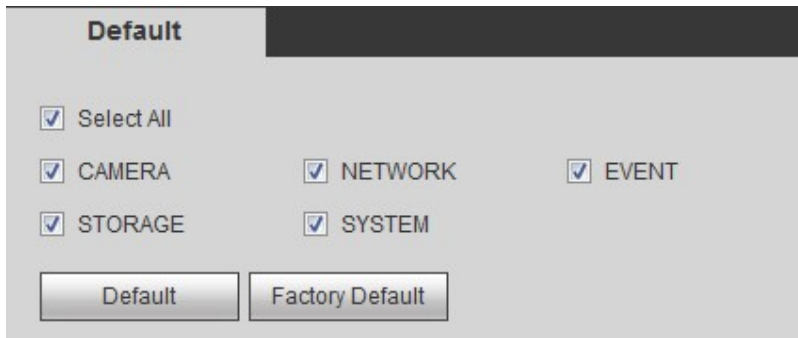 Default
Select All
CAMERA NETWORK EVENT
STORAGE SYSTEM
Default Factory Default